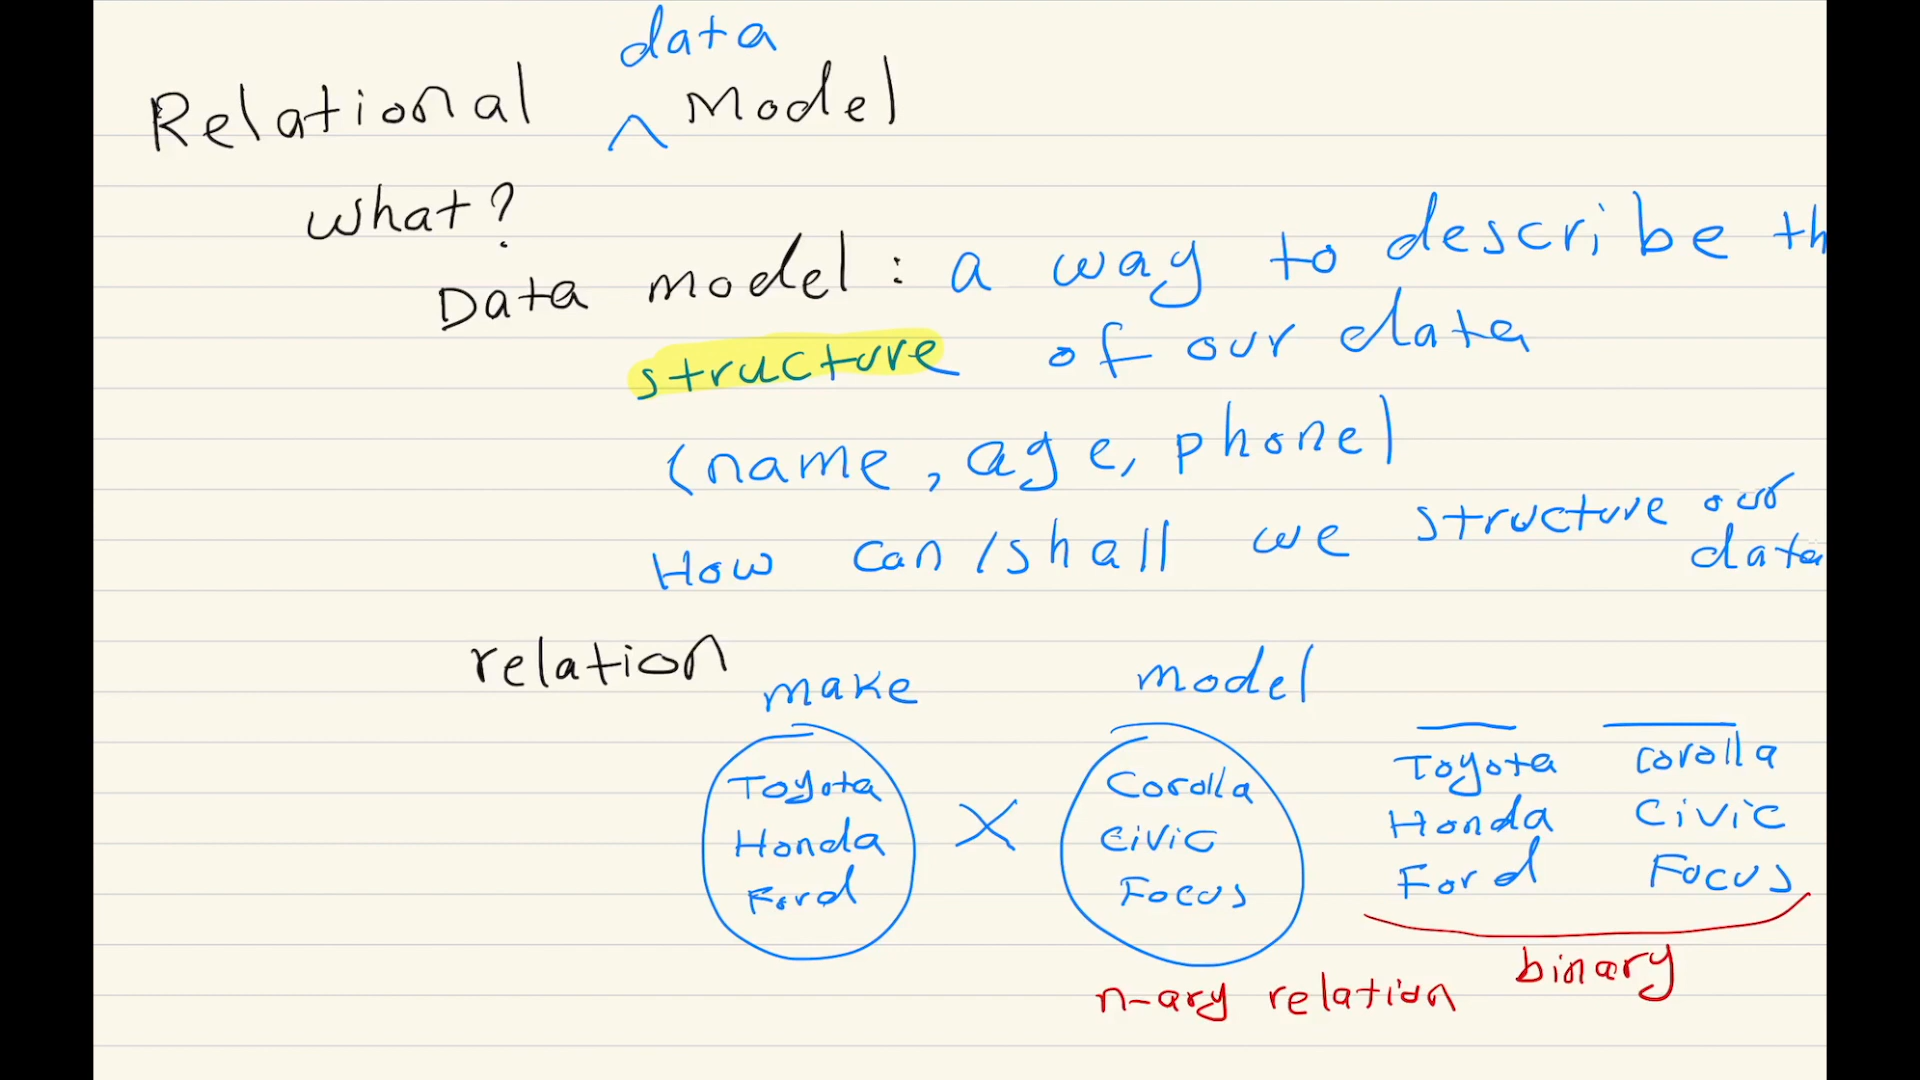 data
Relational ^ Model
what?
Data model : a way to describe th
structure of our data
(name, age, phone)
How can/shall we structure our
data
relation
make model
Toyota Corolla Toyota Corolla
Honda X Civic Honda Civic
Ford Focus Ford Focus
binary
n-ary relation